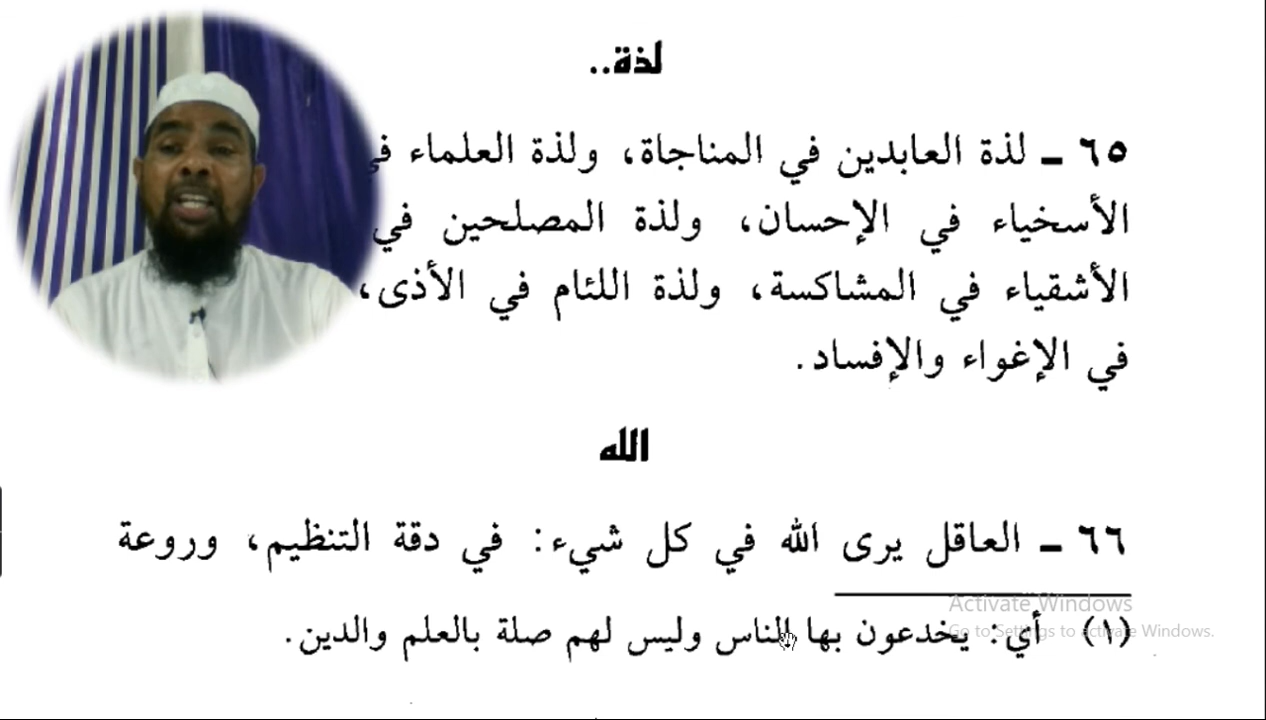 لذة..
٦٥ - لذة العابدين في المناجاة، ولذة العلماء في
الأسخياء في الإحسان، ولذة المصلحين في
الأشقياء في المشاكسة، ولذة اللئام في الأذى،
في الإغواء والإفساد.
الله
٦٦ - العاقل يرى الله في كل شيء: في دقة التنظيم، وروعة
(١) أي: يخدعون بها الناس وليس لهم صلة بالعلم والدين.
Activate Windows
Go to Settings to activate Windows.